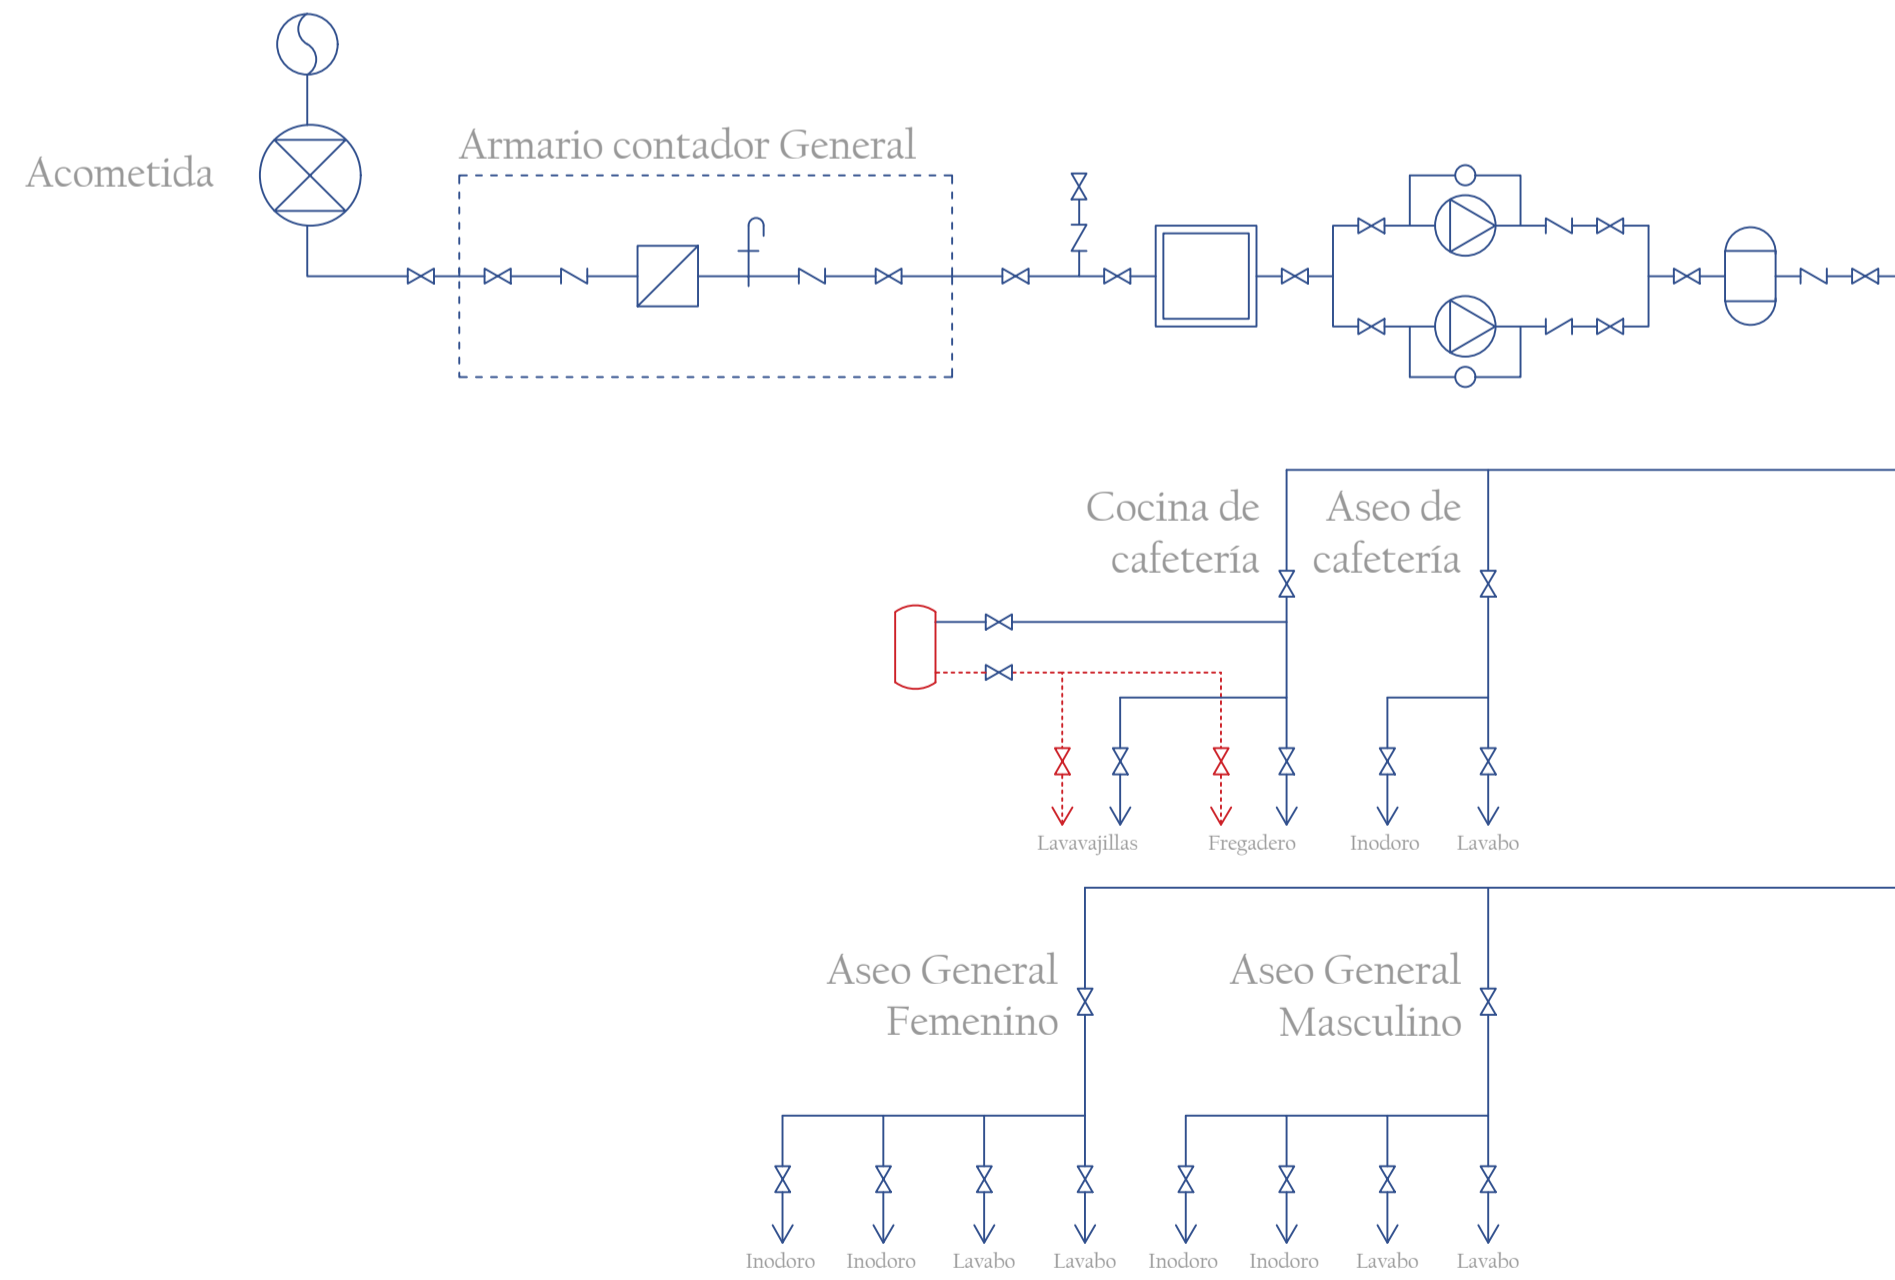 Acometida
Armario contador General
Cocina de
cafetería
Aseo de
cafetería
Lavavajillas
Fregadero
Inodoro
Lavabo
Aseo General
Femenino
Aseo General
Masculino
Inodoro
Inodoro
Lavabo
Lavabo
Inodoro
Inodoro
Lavabo
Lavabo